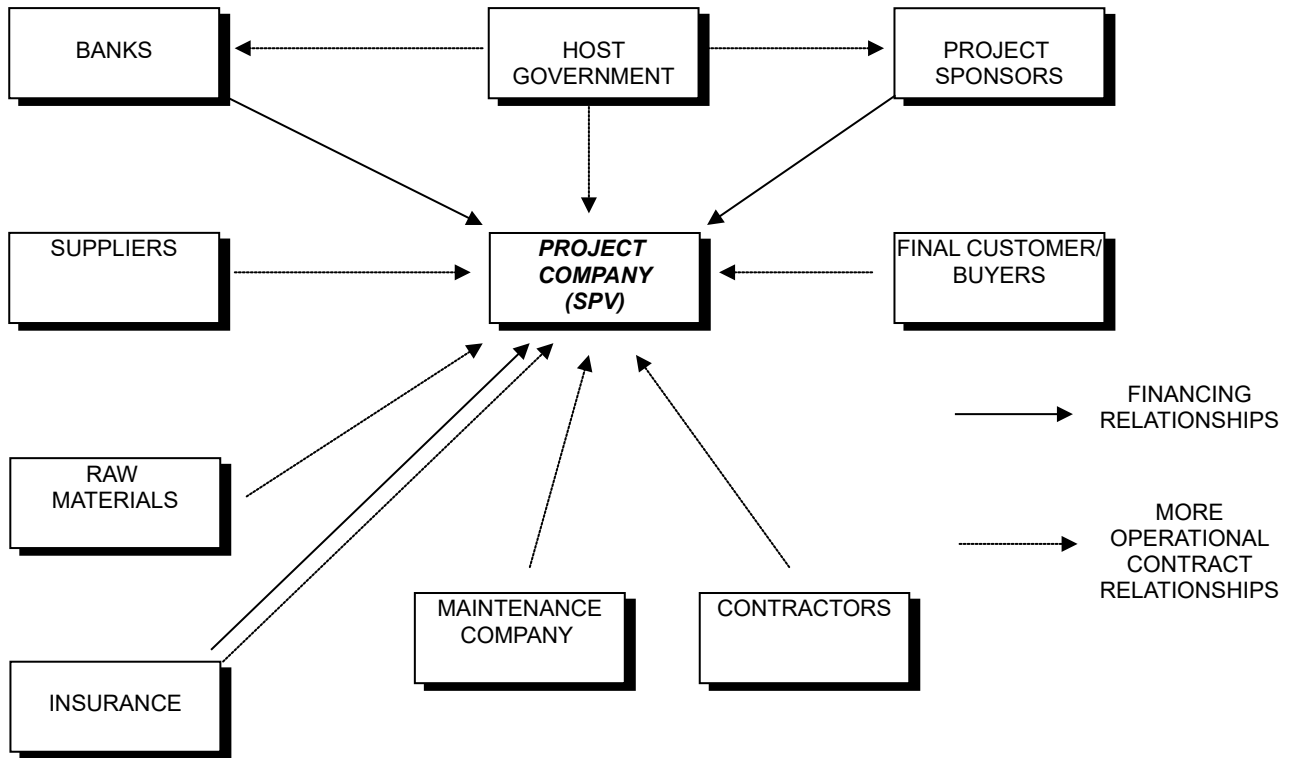 BANKS
HOST
GOVERNMENT
PROJECT
SPONSORS
SUPPLIERS
PROJECT
COMPANY
(SPV)
FINAL CUSTOMER/
BUYERS
FINANCING
RELATIONSHIPS
RAW
MATERIALS
MORE
OPERATIONAL
CONTRACT
RELATIONSHIPS
MAINTENANCE
COMPANY
CONTRACTORS
INSURANCE